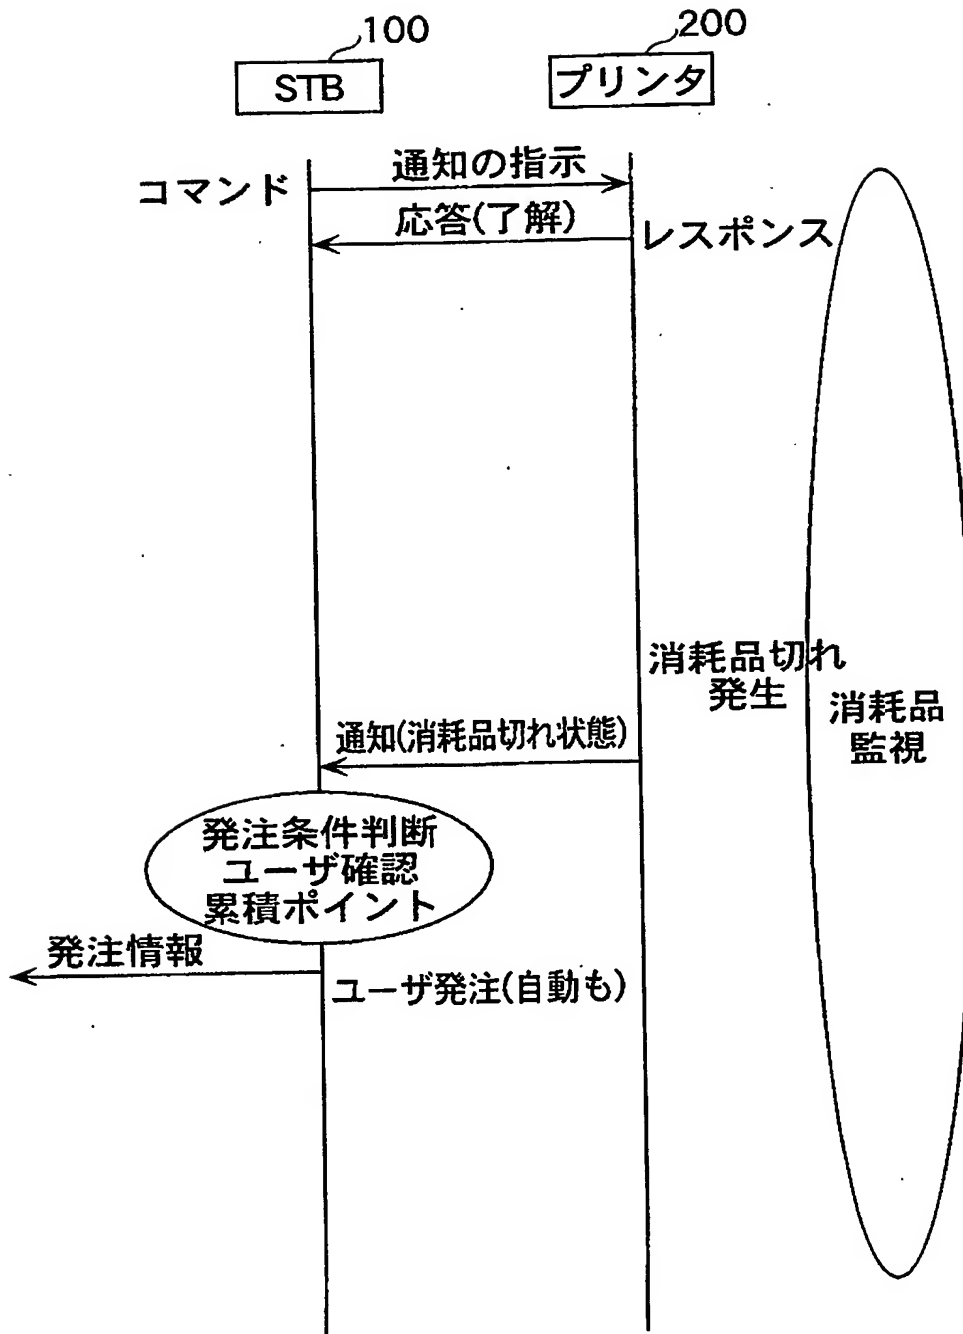 100
200
STB
プリンタ
コマンド
通知の指示
応答(了解)
レスポンス
消耗品切れ
発生
消耗品
監視
通知(消耗品切れ状態)
発注条件判断
ユーザ確認
累積ポイント
発注情報
ユーザ発注(自動も)